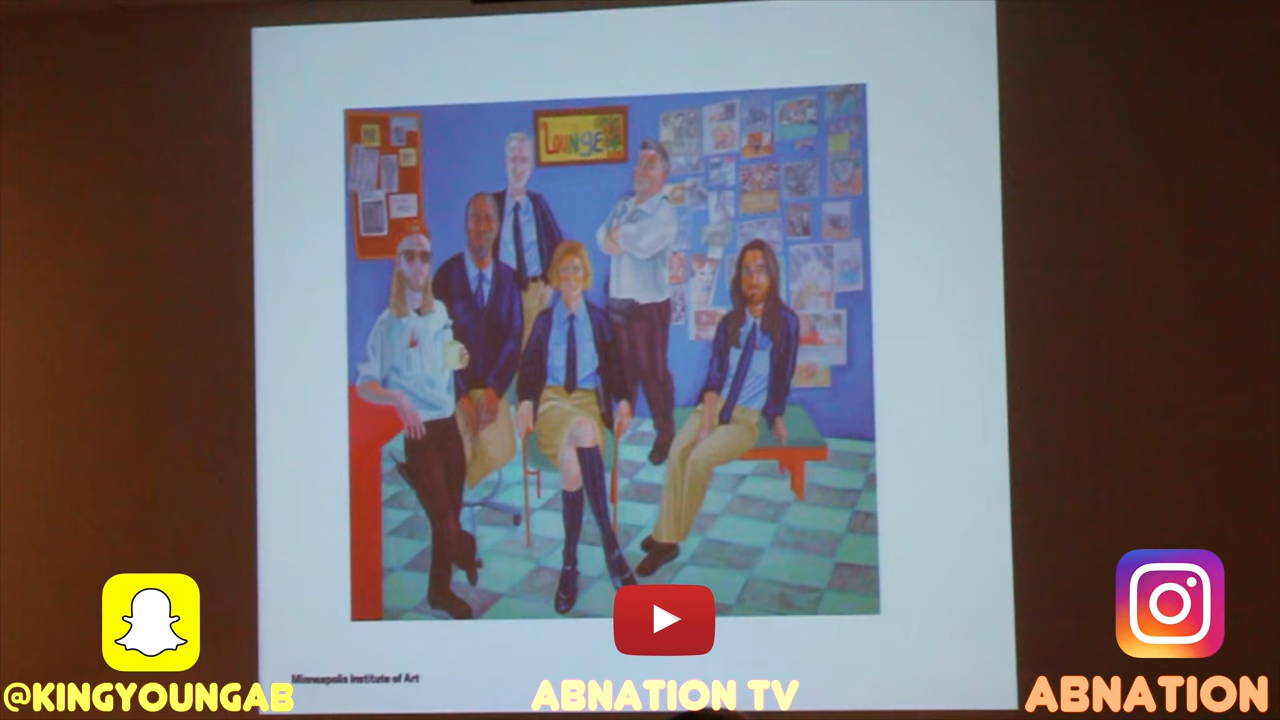 LOUNGE
Minneapolis Institute of Art
@KINGYOUNGAB
ABNATION TV
ABNATION